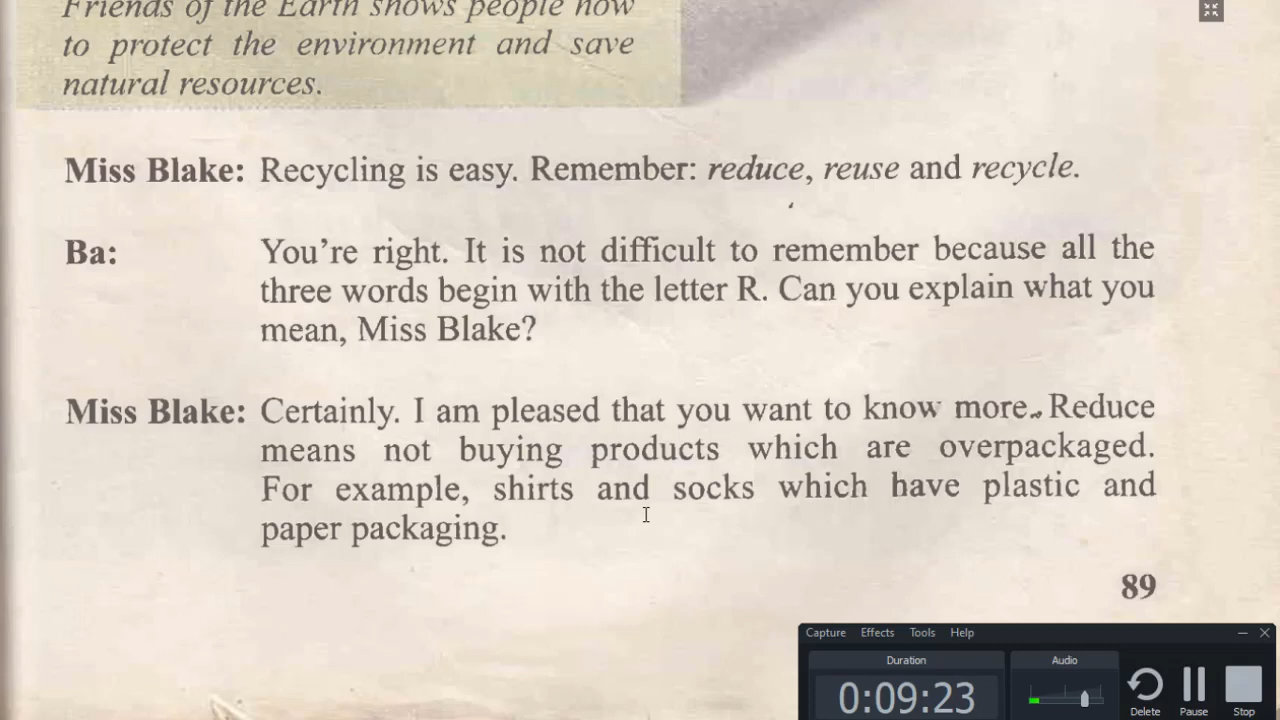 Friends of the Earth shows people how
to protect the environment and save
natural resources.
Miss Blake: Recycling is easy. Remember: reduce, reuse and recycle.
Ba: You're right. It is not difficult to remember because all the
three words begin with the letter R. Can you explain what you
mean, Miss Blake?
Miss Blake: Certainly. I am pleased that you want to know more. Reduce
means not buying products which are overpackaged.
For example, shirts and socks which have plastic and
paper packaging.
89
Capture Effects Tools Help
Duration Audio
0:09:23
Delete Pause Stop